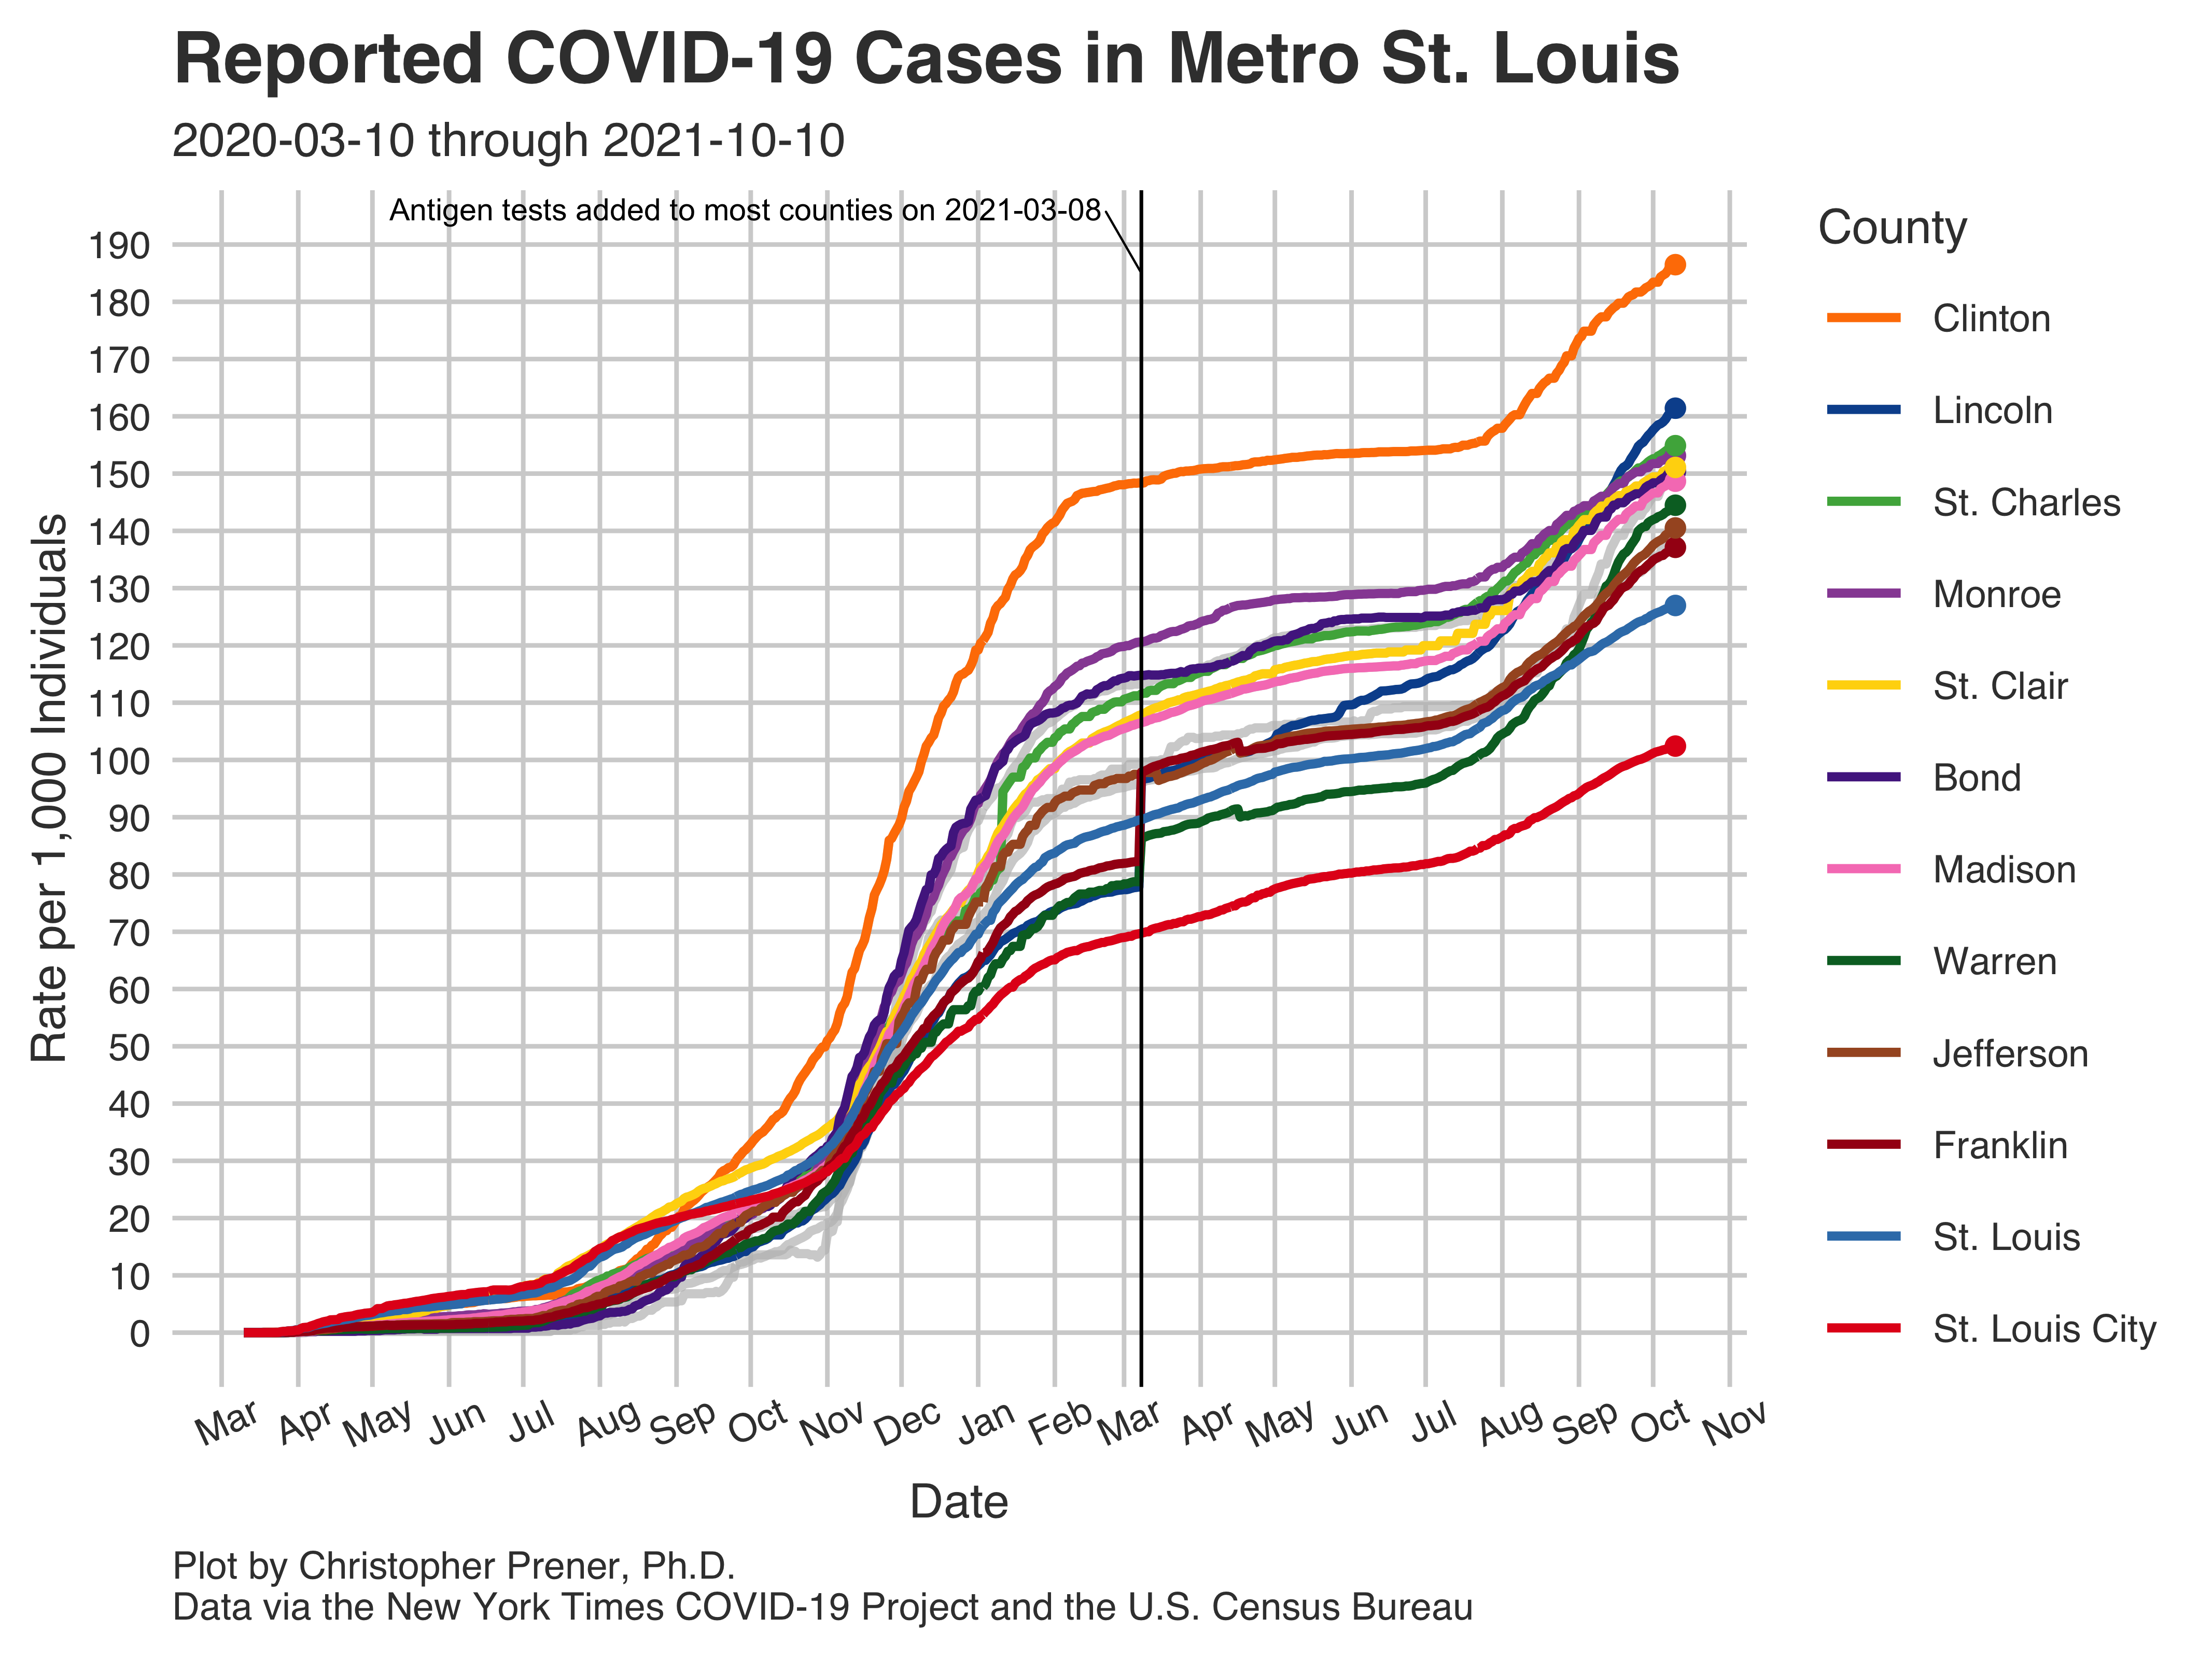 Reported COVID-19 Cases in Metro St. Louis
2020-03-10 through 2021-10-10
Antigen tests added to most counties on 2021-03-08
190
180
170
160
150
140
130
120
110
100
90
80
70
60
50
40
30
20
10
0
Rate per 1,000 Individuals
Mar Apr May Jun Jul Aug Sep Oct Nov Dec Jan Feb Mar Apr May Jun Jul Aug Sep Oct Nov
Date
County
Clinton
Lincoln
St. Charles
Monroe
St. Clair
Bond
Madison
Warren
Jefferson
Franklin
St. Louis
St. Louis City
Plot by Christopher Prener, Ph.D.
Data via the New York Times COVID-19 Project and the U.S. Census Bureau